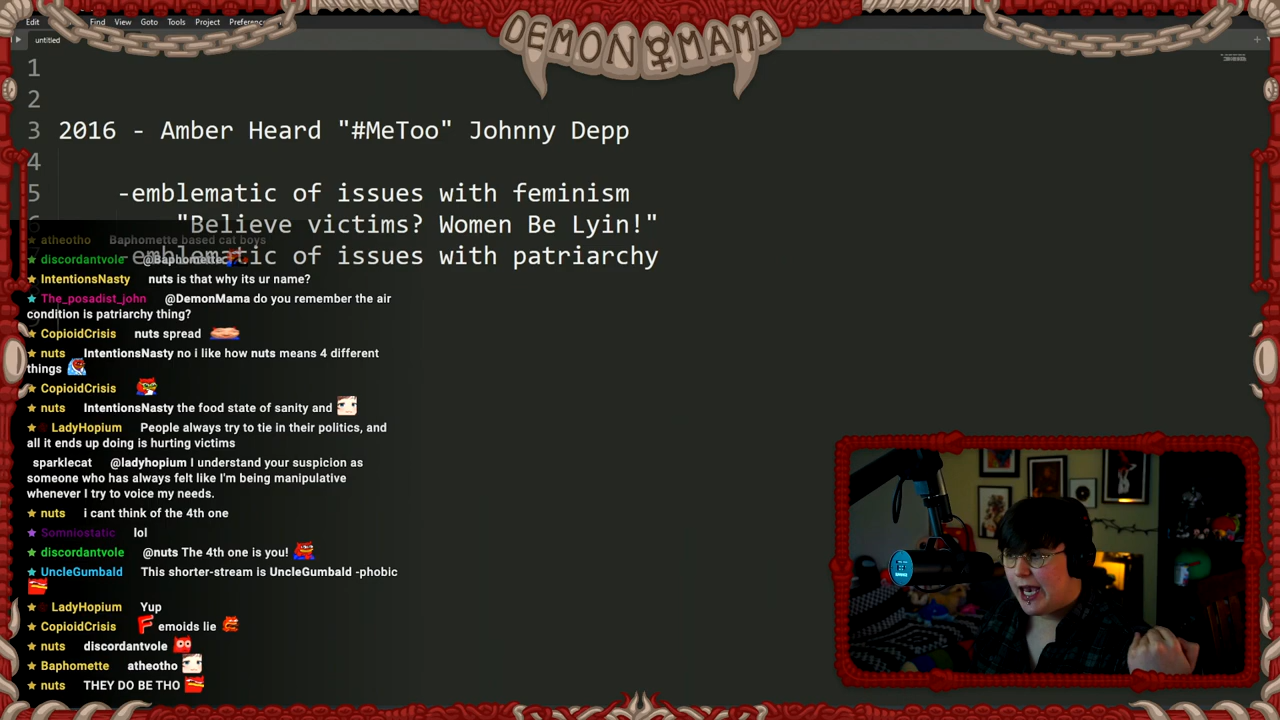 DEMON MAMA
Edit Find View Goto Tools Project Preferences
untitled
1
2
3 2016 - Amber Heard "#MeToo" Johnny Depp
4
5 -emblematic of issues with feminism
6 "Believe victims? Women Be Lyin!"
-emblematic of issues with patriarchy
atheotho Baphomette based cat boys
discordantvole @Baphomette
IntentionsNasty nuts is that why its ur name?
The_posadist_john @DemonMama do you remember the air
condition is patriarchy thing?
CopioidCrisis nuts spread
nuts IntentionsNasty no i like how nuts means 4 different
things
CopioidCrisis
nuts IntentionsNasty the food state of sanity and
LadyHopium People always try to tie in their politics, and
all it ends up doing is hurting victims
sparklecat @ladyhopium I understand your suspicion as
someone who has always felt like I'm being manipulative
whenever I try to voice my needs.
nuts i cant think of the 4th one
Somniostatic lol
discordantvole @nuts The 4th one is you!
UncleGumbald This shorter-stream is UncleGumbald -phobic
LadyHopium Yup
CopioidCrisis F emoids lie
nuts discordantvole
Baphomette atheotho
nuts THEY DO BE THO